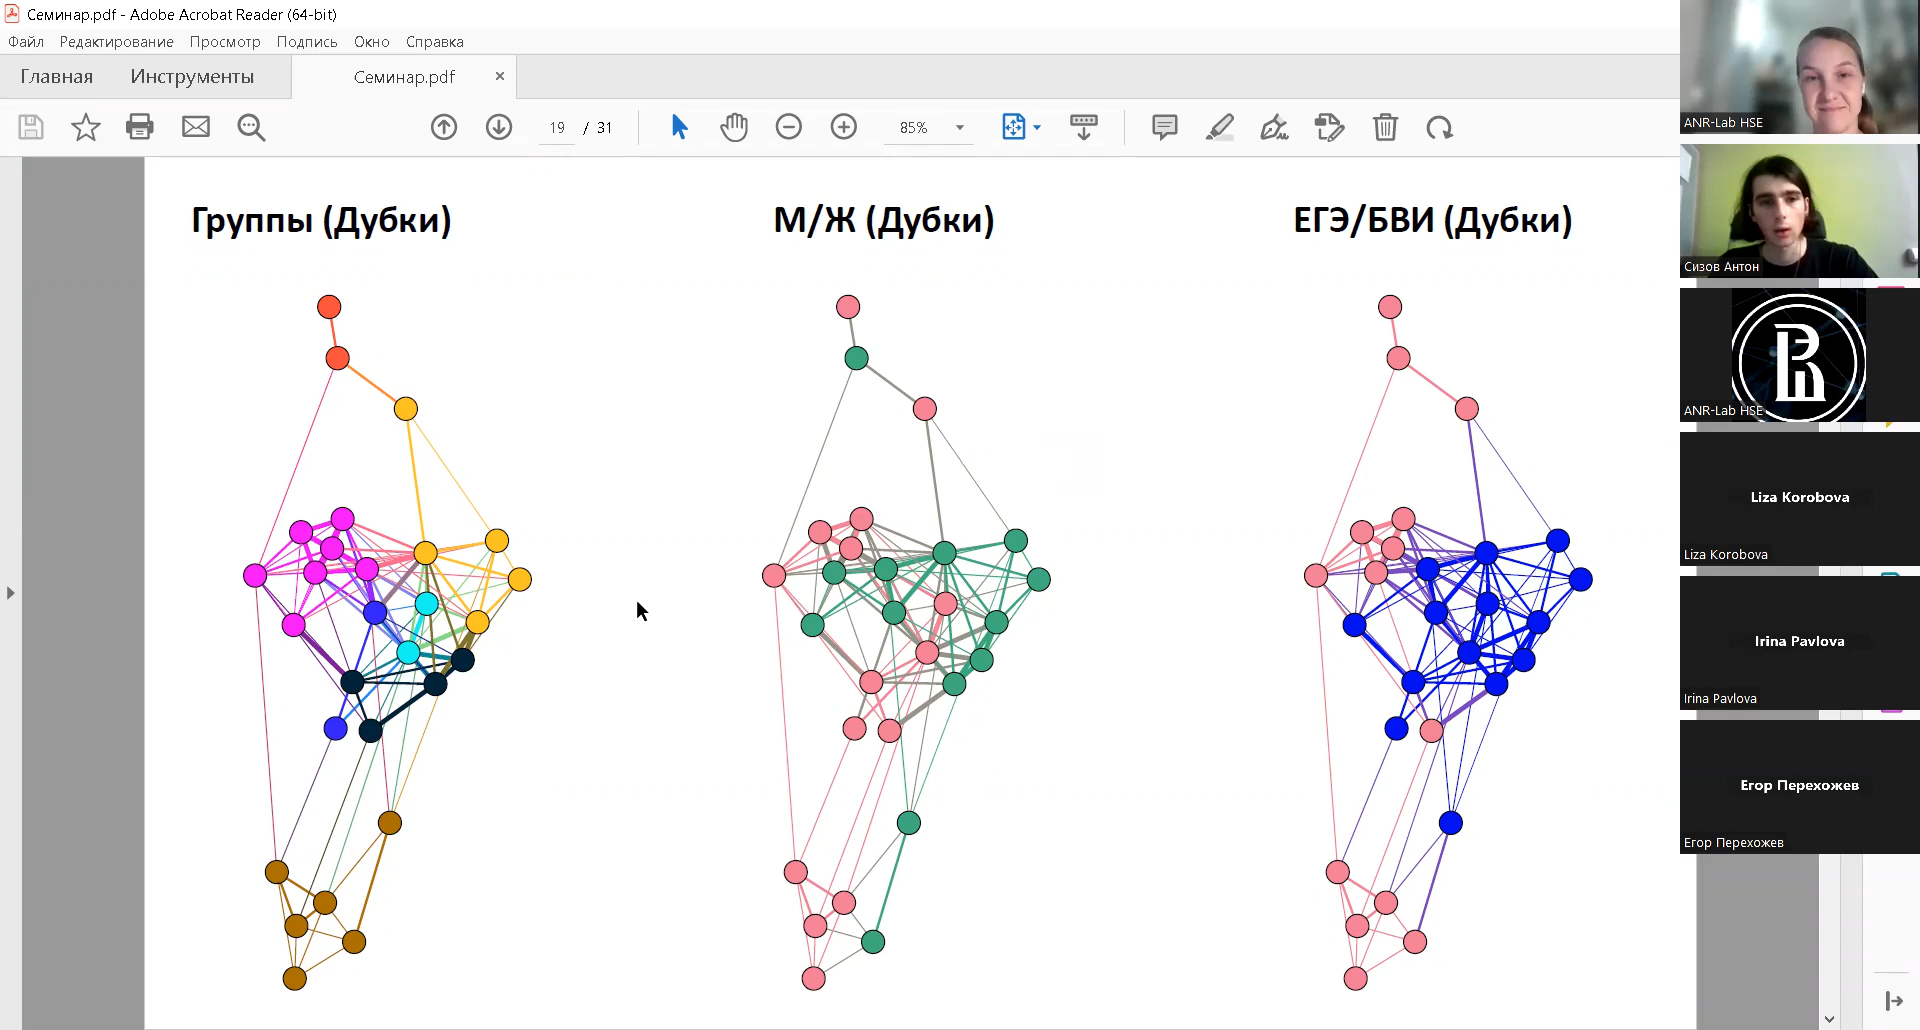 Семинар.pdf - Adobe Acrobat Reader (64-bit)
Файл Редактирование Просмотр Подпись Окно Справка
Главная Инструменты Семинар.pdf ×
19 / 31 85%
Группы (Дубки) М/Ж (Дубки) ЕГЭ/БВИ (Дубки)
ANR-Lab HSE
Сизов Антон
ANR-Lab HSE
Liza Korobova
Liza Korobova
Irina Pavlova
Irina Pavlova
Егор Перехожев
Егор Перехожев